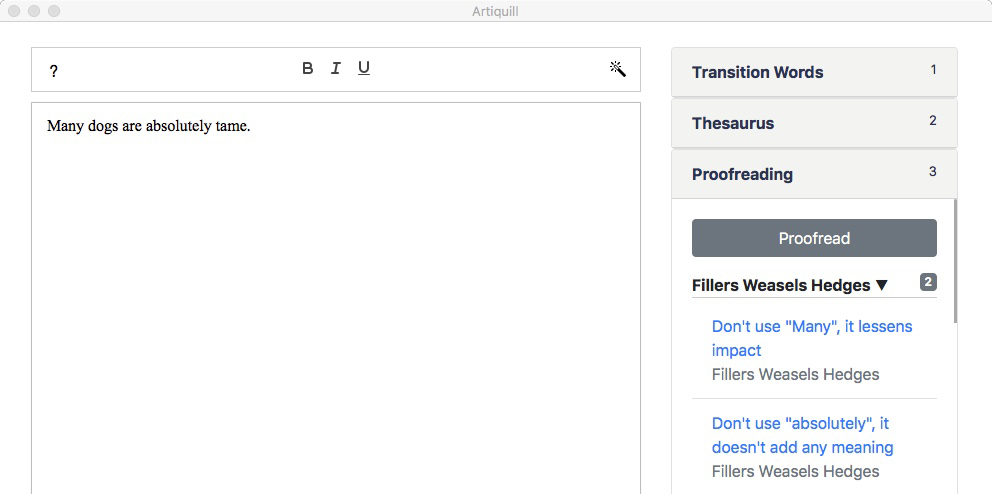 Artiquill
?
B I U
Many dogs are absolutely tame.
Transition Words 1
Thesaurus 2
Proofreading 3
Proofread
Fillers Weasels Hedges ▼ 2
Don't use "Many", it lessens
impact
Fillers Weasels Hedges
Don't use "absolutely", it
doesn't add any meaning
Fillers Weasels Hedges